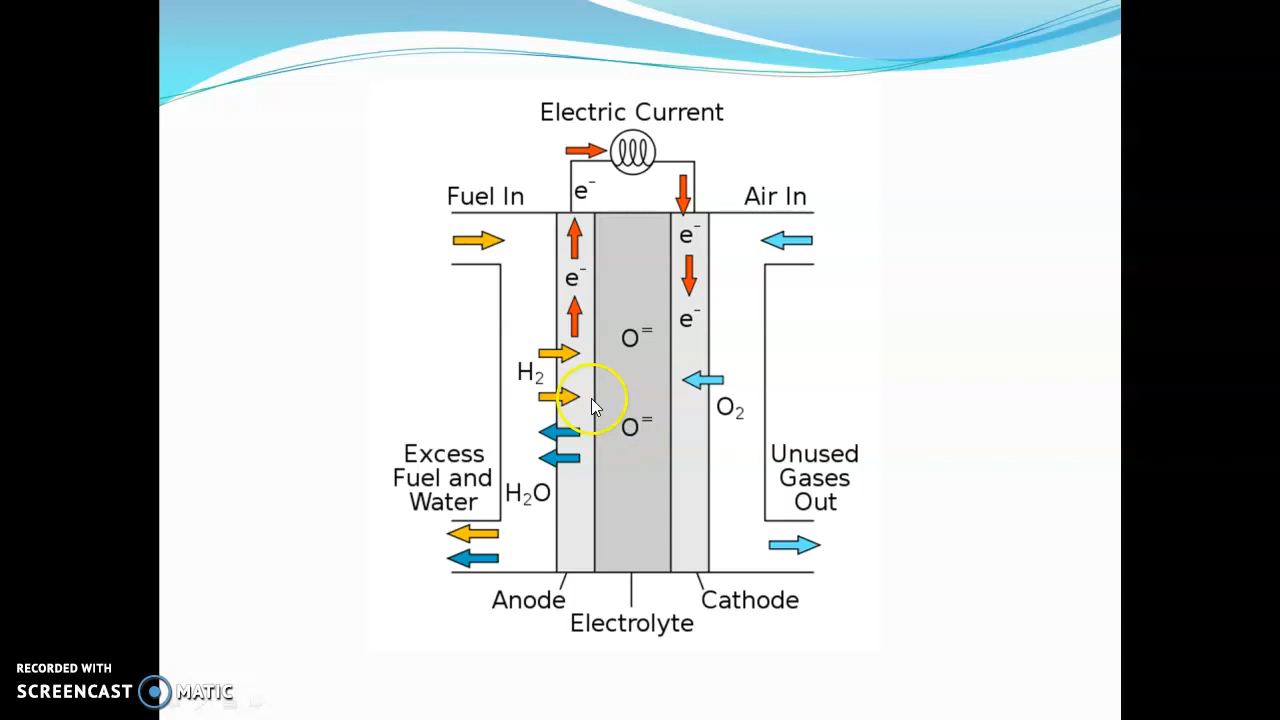 Electric Current
e⁻
Fuel In
Air In
e⁻
e⁻
e⁻
O⁼
H₂
O₂
O⁼
Excess
Fuel and
Water
Unused
Gases
Out
H₂O
Anode
Cathode
Electrolyte
RECORDED WITH
SCREENCAST MATIC